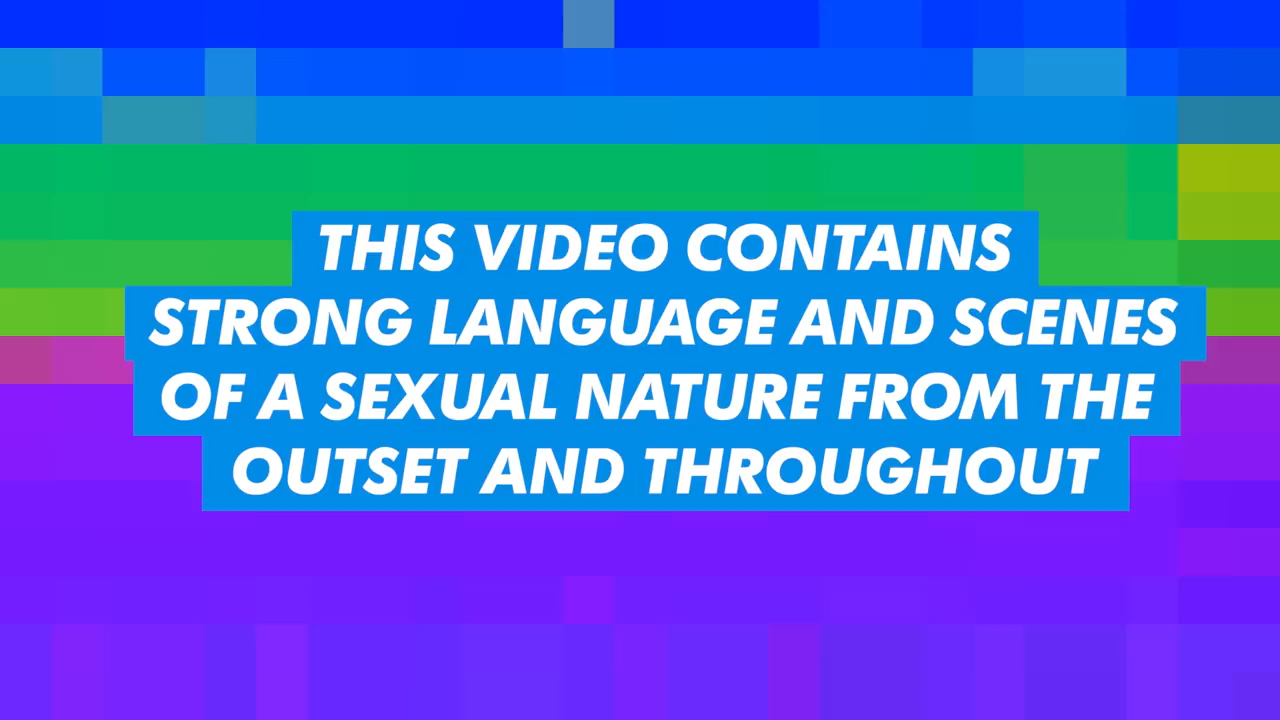 THIS VIDEO CONTAINS
STRONG LANGUAGE AND SCENES
OF A SEXUAL NATURE FROM THE
OUTSET AND THROUGHOUT